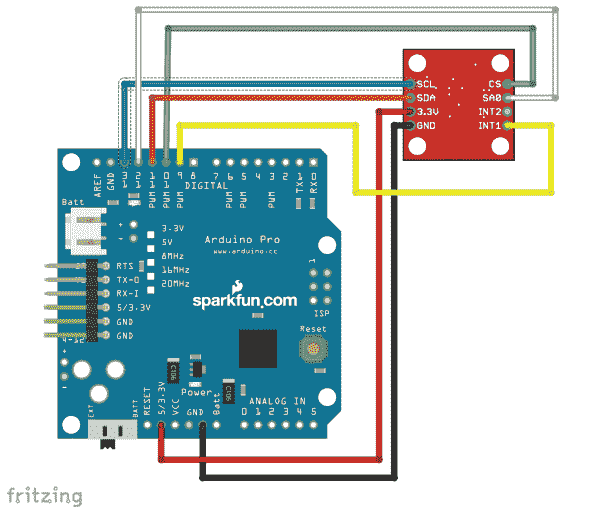 SCL
SDA
3.3V
GND
CS
SA0
INT2
INT1
AREF
GND
13
12
PWM 11
PWM 10
PWM 9
8
7
PWM 6
PWM 5
4
PWM 3
2
TX 1
RX 0
DIGITAL
Batt
+
-
3.3V
5V
8MHz
16MHz
20MHz
Arduino Pro
www.arduino.cc
RTS
TX-O
RX-I
5/3.3V
GND
GND
sparkfun.com
1
ISP
Reset
+
-
C106
Power
C106
EXT
BATT
RESET
5/3.3V
VCC
GND
Batt
ANALOG IN
0 1 2 3 4 5
fritzing